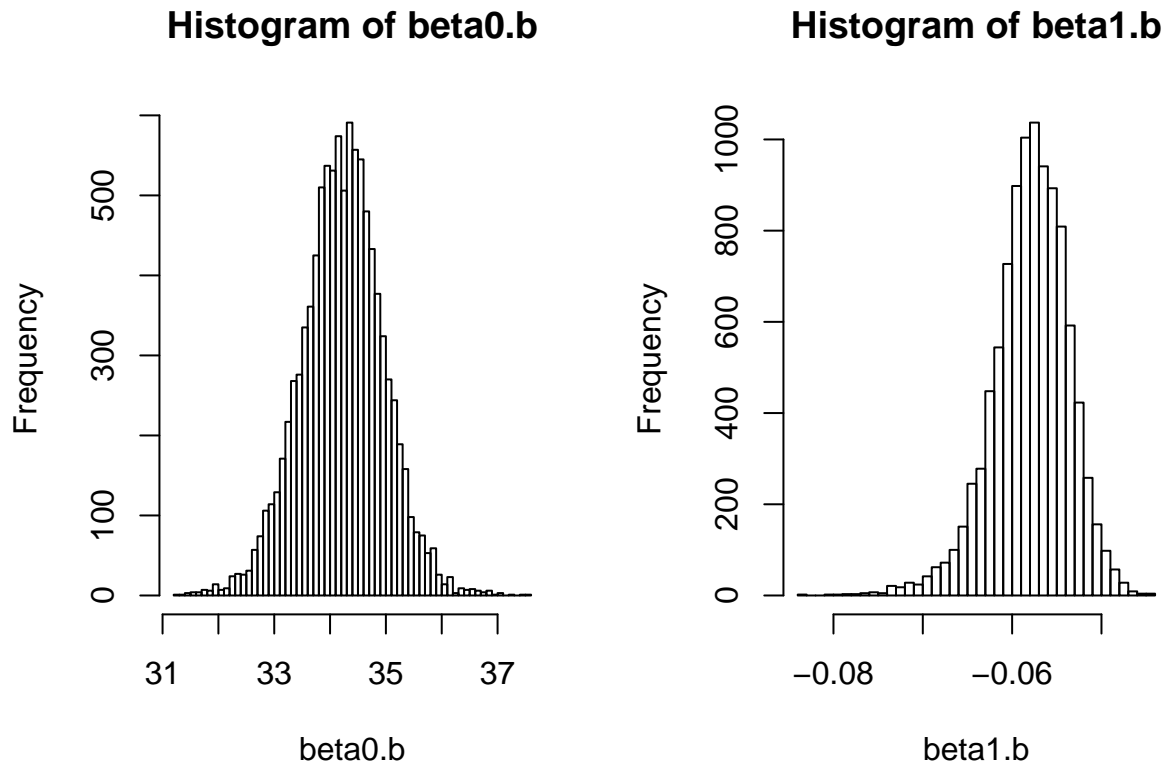 Histogram of beta0.b
Frequency
500
300
100
0
31 33 35 37
beta0.b
Histogram of beta1.b
Frequency
1000
800
600
400
200
0
−0.08 −0.06
beta1.b